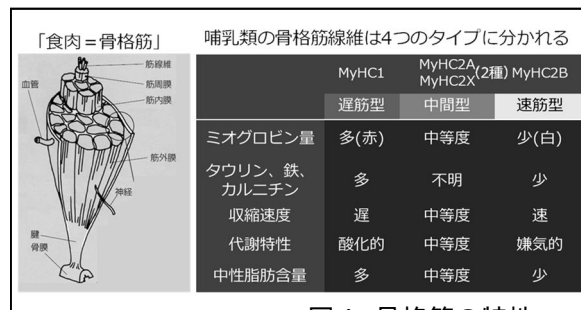 「食肉=骨格筋」
筋線維
筋周膜
血管
筋内膜
筋外膜
神経
腱
骨膜
哺乳類の骨格筋線維は4つのタイプに分かれる
MyHC1 MyHC2A MyHC2X(2種) MyHC2B
遅筋型 中間型 速筋型
ミオグロビン量 多(赤) 中等度 少(白)
タウリン、鉄、カルニチン 多 不明 少
収縮速度 遅 中等度 速
代謝特性 酸化的 中等度 嫌気的
中性脂肪含量 多 中等度 少